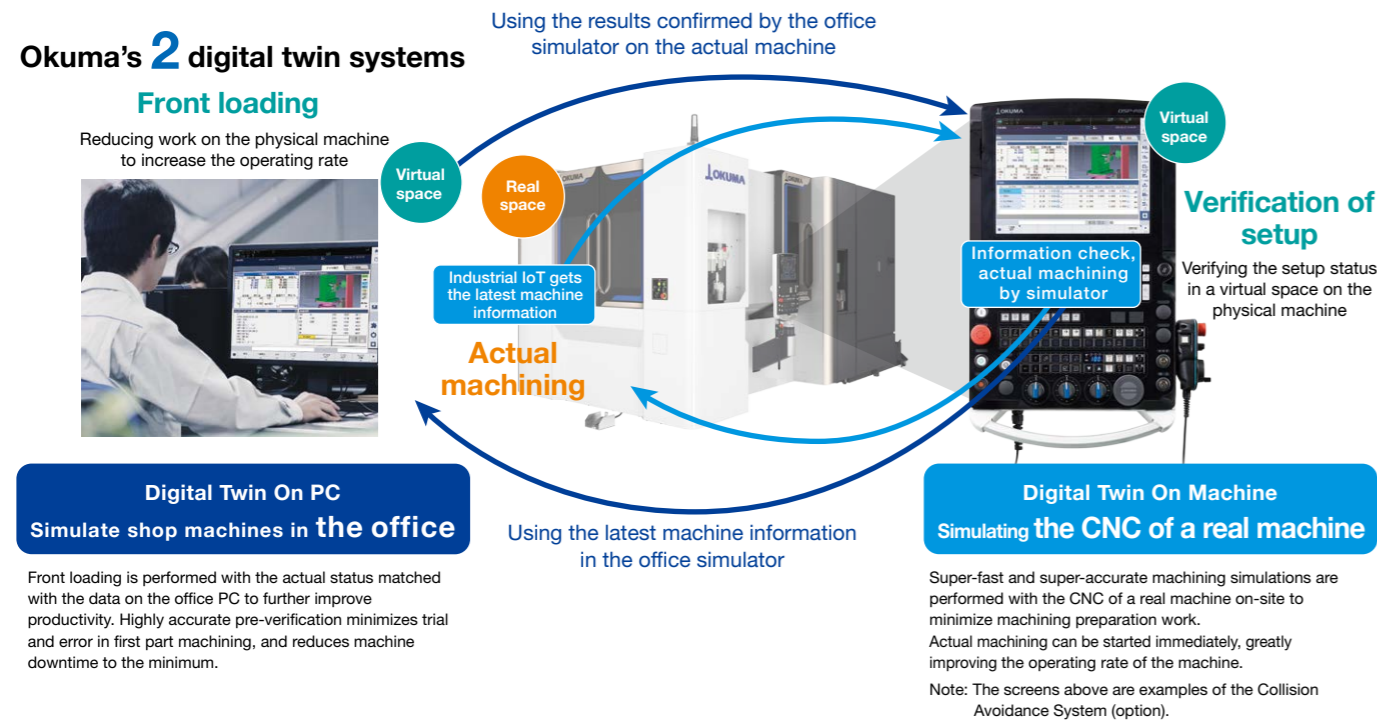 Okuma's 2 digital twin systems
Front loading
Reducing work on the physical machine
to increase the operating rate
Virtual
space
Real
space
Using the results confirmed by the office
simulator on the actual machine
OKUMA
OKUMA
Industrial IoT gets
the latest machine
information
Actual
machining
OKUMA
Virtual
space
Information check,
actual machining
by simulator
Verification of
setup
Verifying the setup status
in a virtual space on the
physical machine
Using the latest machine information
in the office simulator
Digital Twin On PC
Simulate shop machines in the office
Front loading is performed with the actual status matched
with the data on the office PC to further improve
productivity. Highly accurate pre-verification minimizes trial
and error in first part machining, and reduces machine
downtime to the minimum.
Digital Twin On Machine
Simulating the CNC of a real machine
Super-fast and super-accurate machining simulations are
performed with the CNC of a real machine on-site to
minimize machining preparation work.
Actual machining can be started immediately, greatly
improving the operating rate of the machine.
Note: The screens above are examples of the Collision
Avoidance System (option).